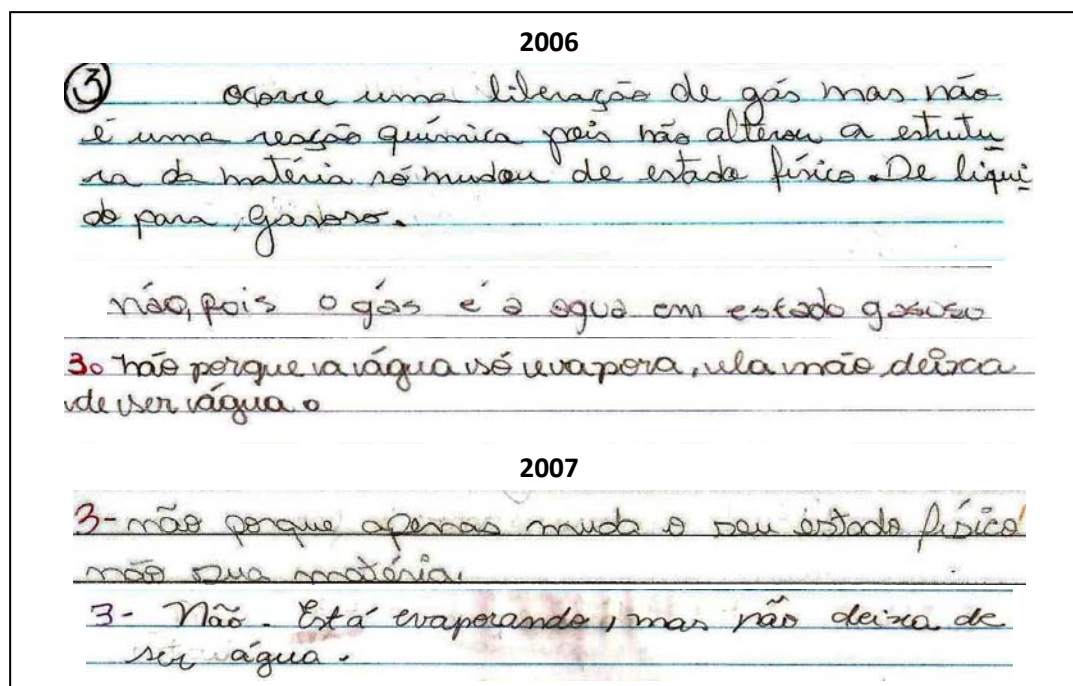 2006
3 ocorre uma liberação de gás mas não
é uma reação química pois não alterou a estrutu
ra da matéria só mudou de estado físico. De liqui
do para, Gasoso.
não, pois o gás é a agua em estado gasoso
3. não porque a água só evapora, ela não deixa
de ser água.
2007
3- não porque apenas muda o seu estado físico
não sua matéria.
3- Não. Está evaporando, mas não deixa de
ser água.